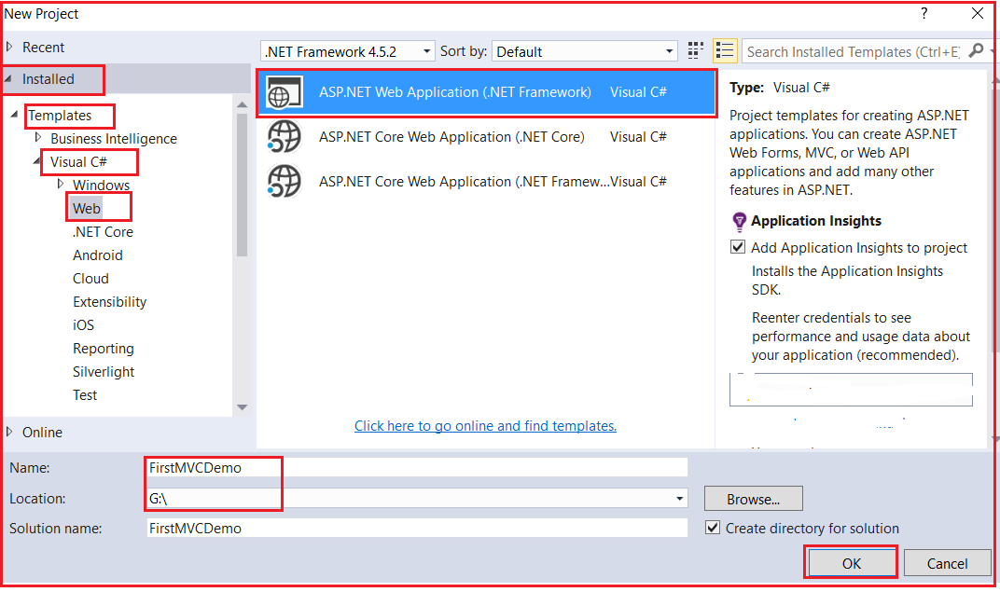 New Project
?
Recent
.NET Framework 4.5.2
Sort by:
Default
Search Installed Templates (Ctrl+E)
Installed
Templates
Business Intelligence
Visual C#
Windows
Web
.NET Core
Android
Cloud
Extensibility
iOS
Reporting
Silverlight
Test
Online
ASP.NET Web Application (.NET Framework) Visual C#
ASP.NET Core Web Application (.NET Core) Visual C#
ASP.NET Core Web Application (.NET Framew... Visual C#
Click here to go online and find templates.
Type: Visual C#
Project templates for creating ASP.NET
applications. You can create ASP.NET
Web Forms, MVC, or Web API
applications and add many other
features in ASP.NET.
Application Insights
Add Application Insights to project
Installs the Application Insights
SDK.
Reenter credentials to see
performance and usage data about
your application (recommended).
Name: FirstMVCDemo
Location: G:\
Browse...
Solution name: FirstMVCDemo
Create directory for solution
OK
Cancel